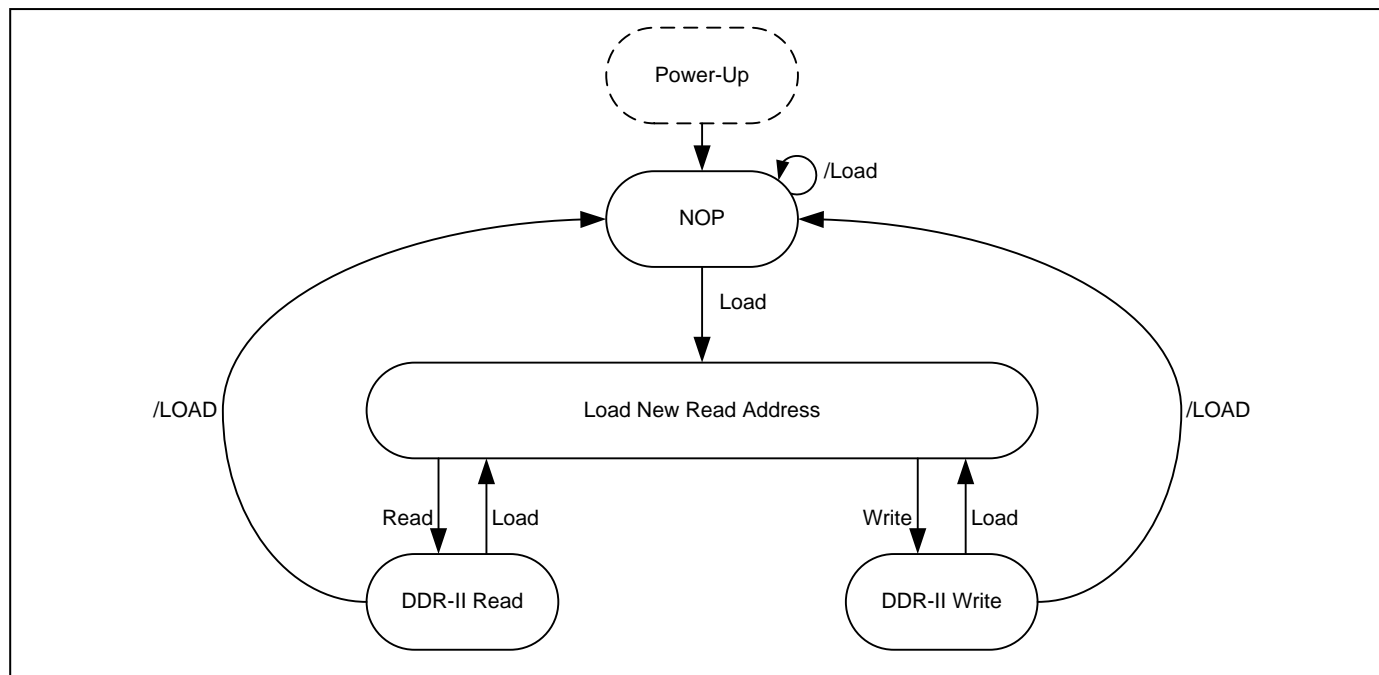 Power-Up
/Load
NOP
Load
Load New Read Address
/LOAD
/LOAD
Read
Load
Write
Load
DDR-II Read
DDR-II Write